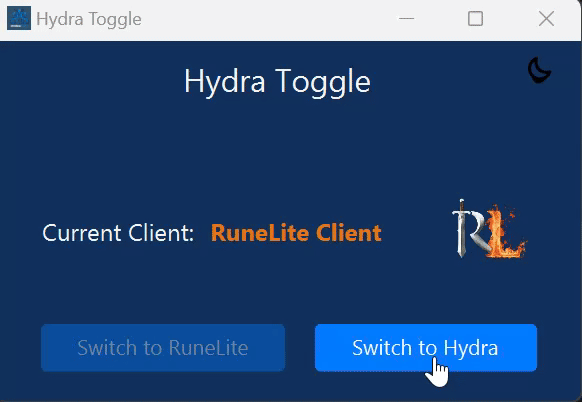 Hydra Toggle
Hydra Toggle
Current Client: RuneLite Client
RL
Switch to RuneLite
Switch to Hydra